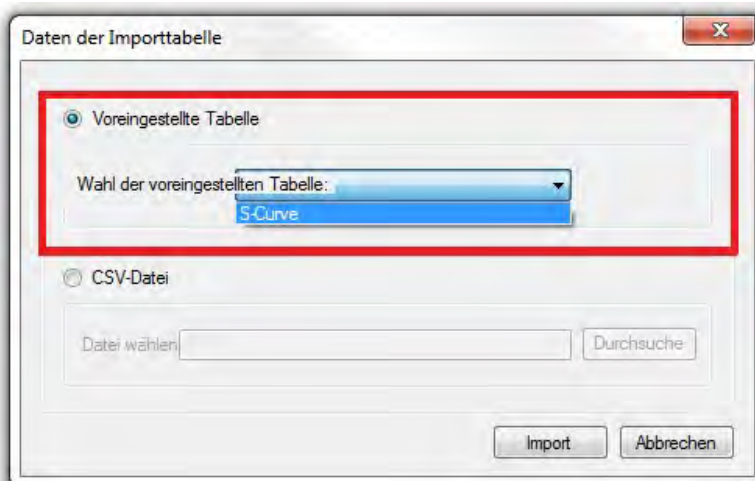 Daten der Importtabelle
Voreingestellte Tabelle
Wahl der voreingestellten Tabelle:
S-Curve
CSV-Datei
Datei wählen
Durchsuche
Import
Abbrechen